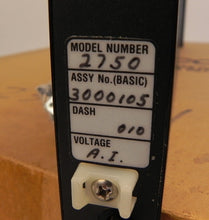 MODEL NUMBER
2750
ASSY No.(BASIC)
3000105
DASH
010
VOLTAGE
A.I.